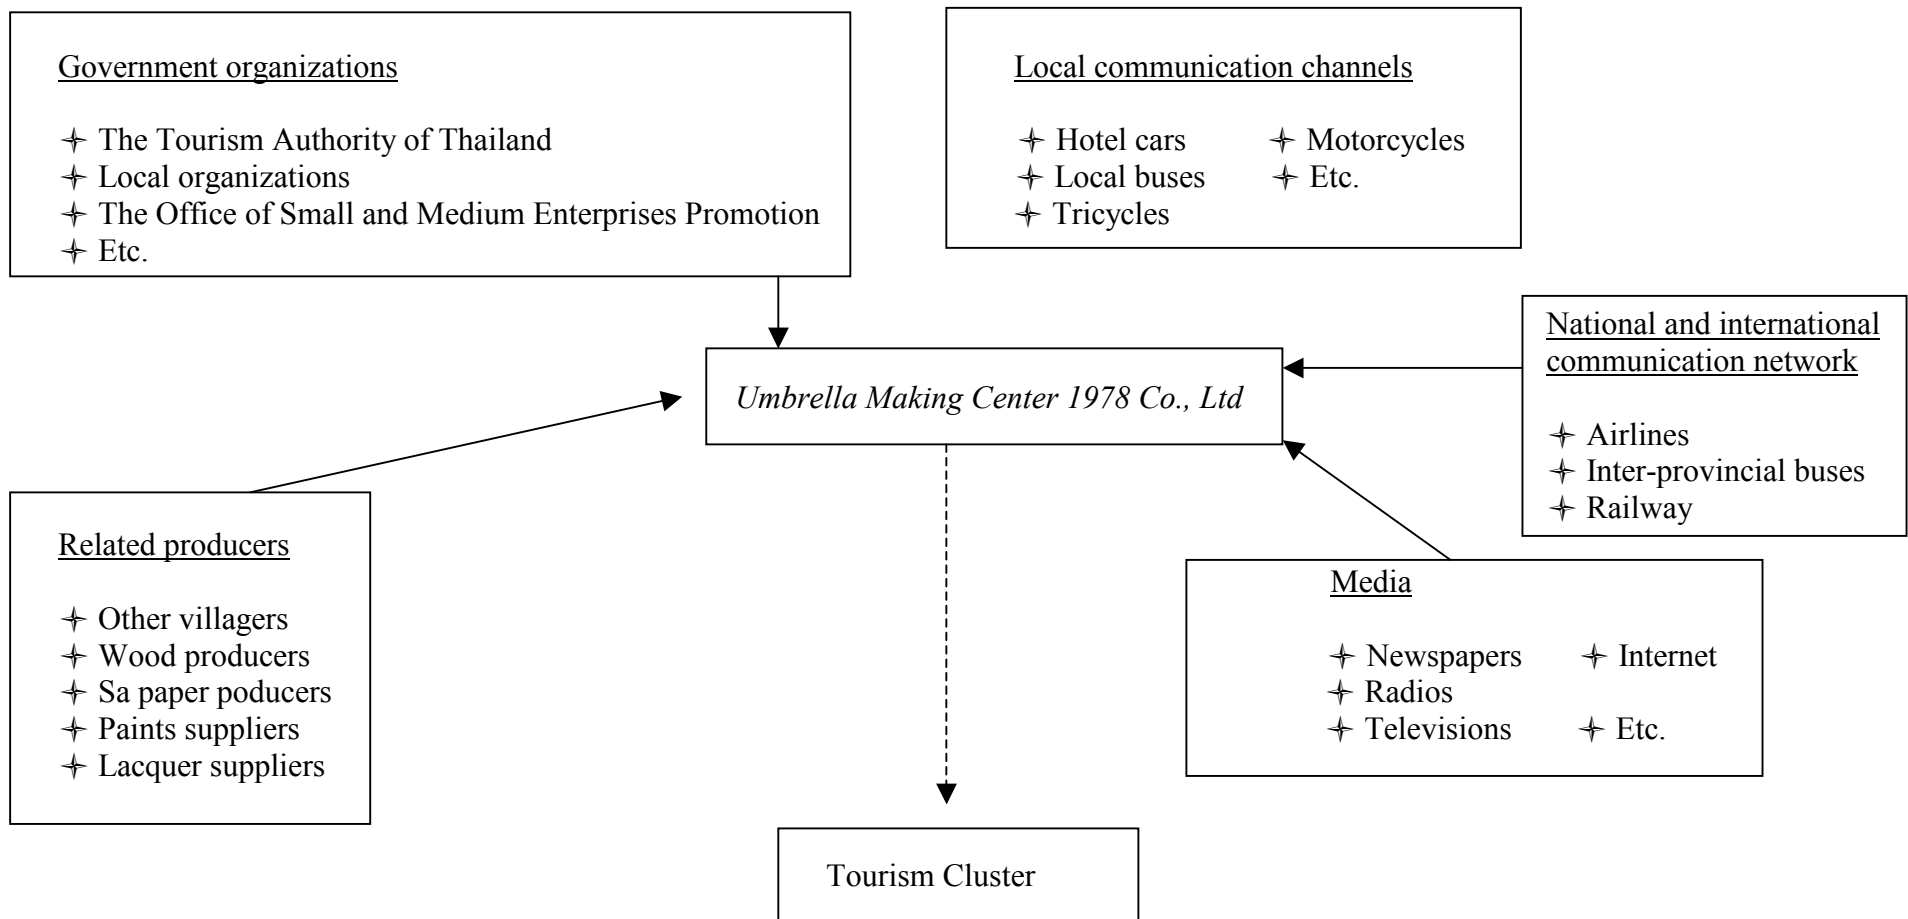 Government organizations
The Tourism Authority of Thailand
Local organizations
The Office of Small and Medium Enterprises Promotion
Etc.
Local communication channels
Hotel cars
Local buses
Tricycles
Motorcycles
Etc.
National and international
communication network
Airlines
Inter-provincial buses
Railway
Umbrella Making Center 1978 Co., Ltd
Related producers
Other villagers
Wood producers
Sa paper poducers
Paints suppliers
Lacquer suppliers
Media
Newspapers
Radios
Televisions
Internet
Etc.
Tourism Cluster